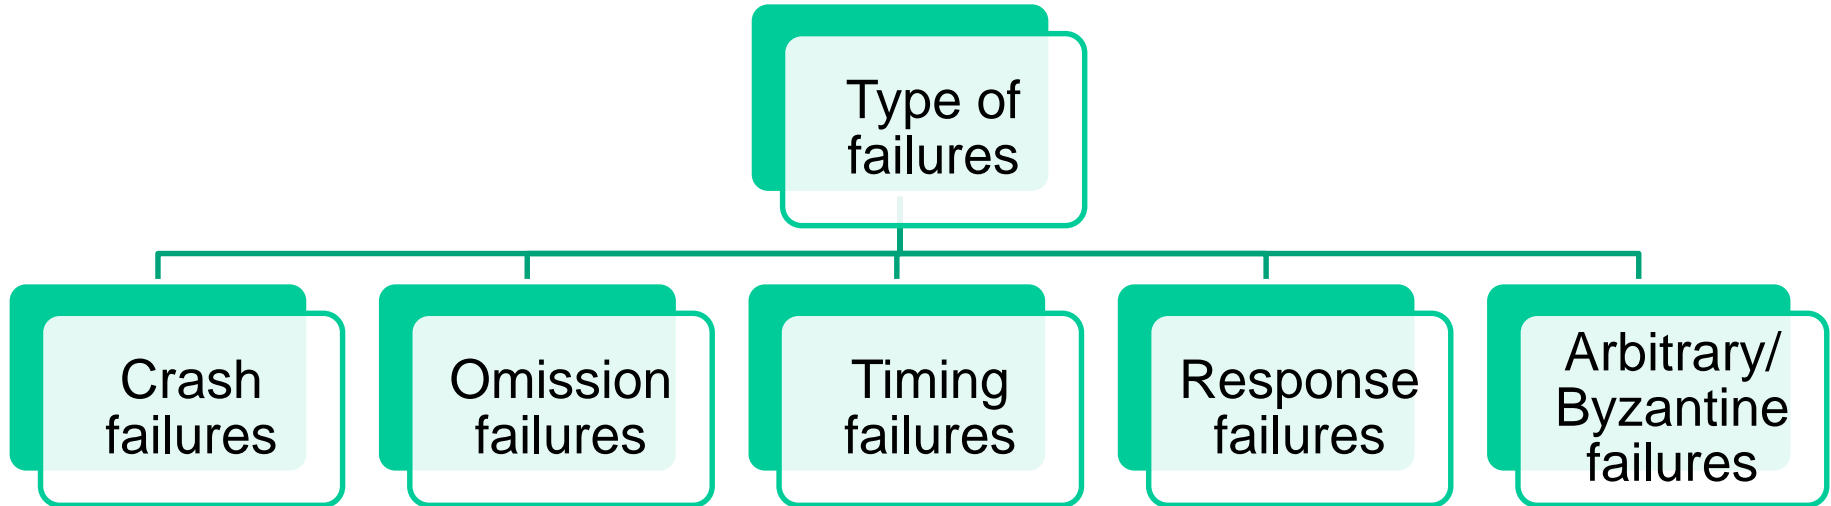 Type of
failures
Crash
failures
Omission
failures
Timing
failures
Response
failures
Arbitrary/
Byzantine
failures